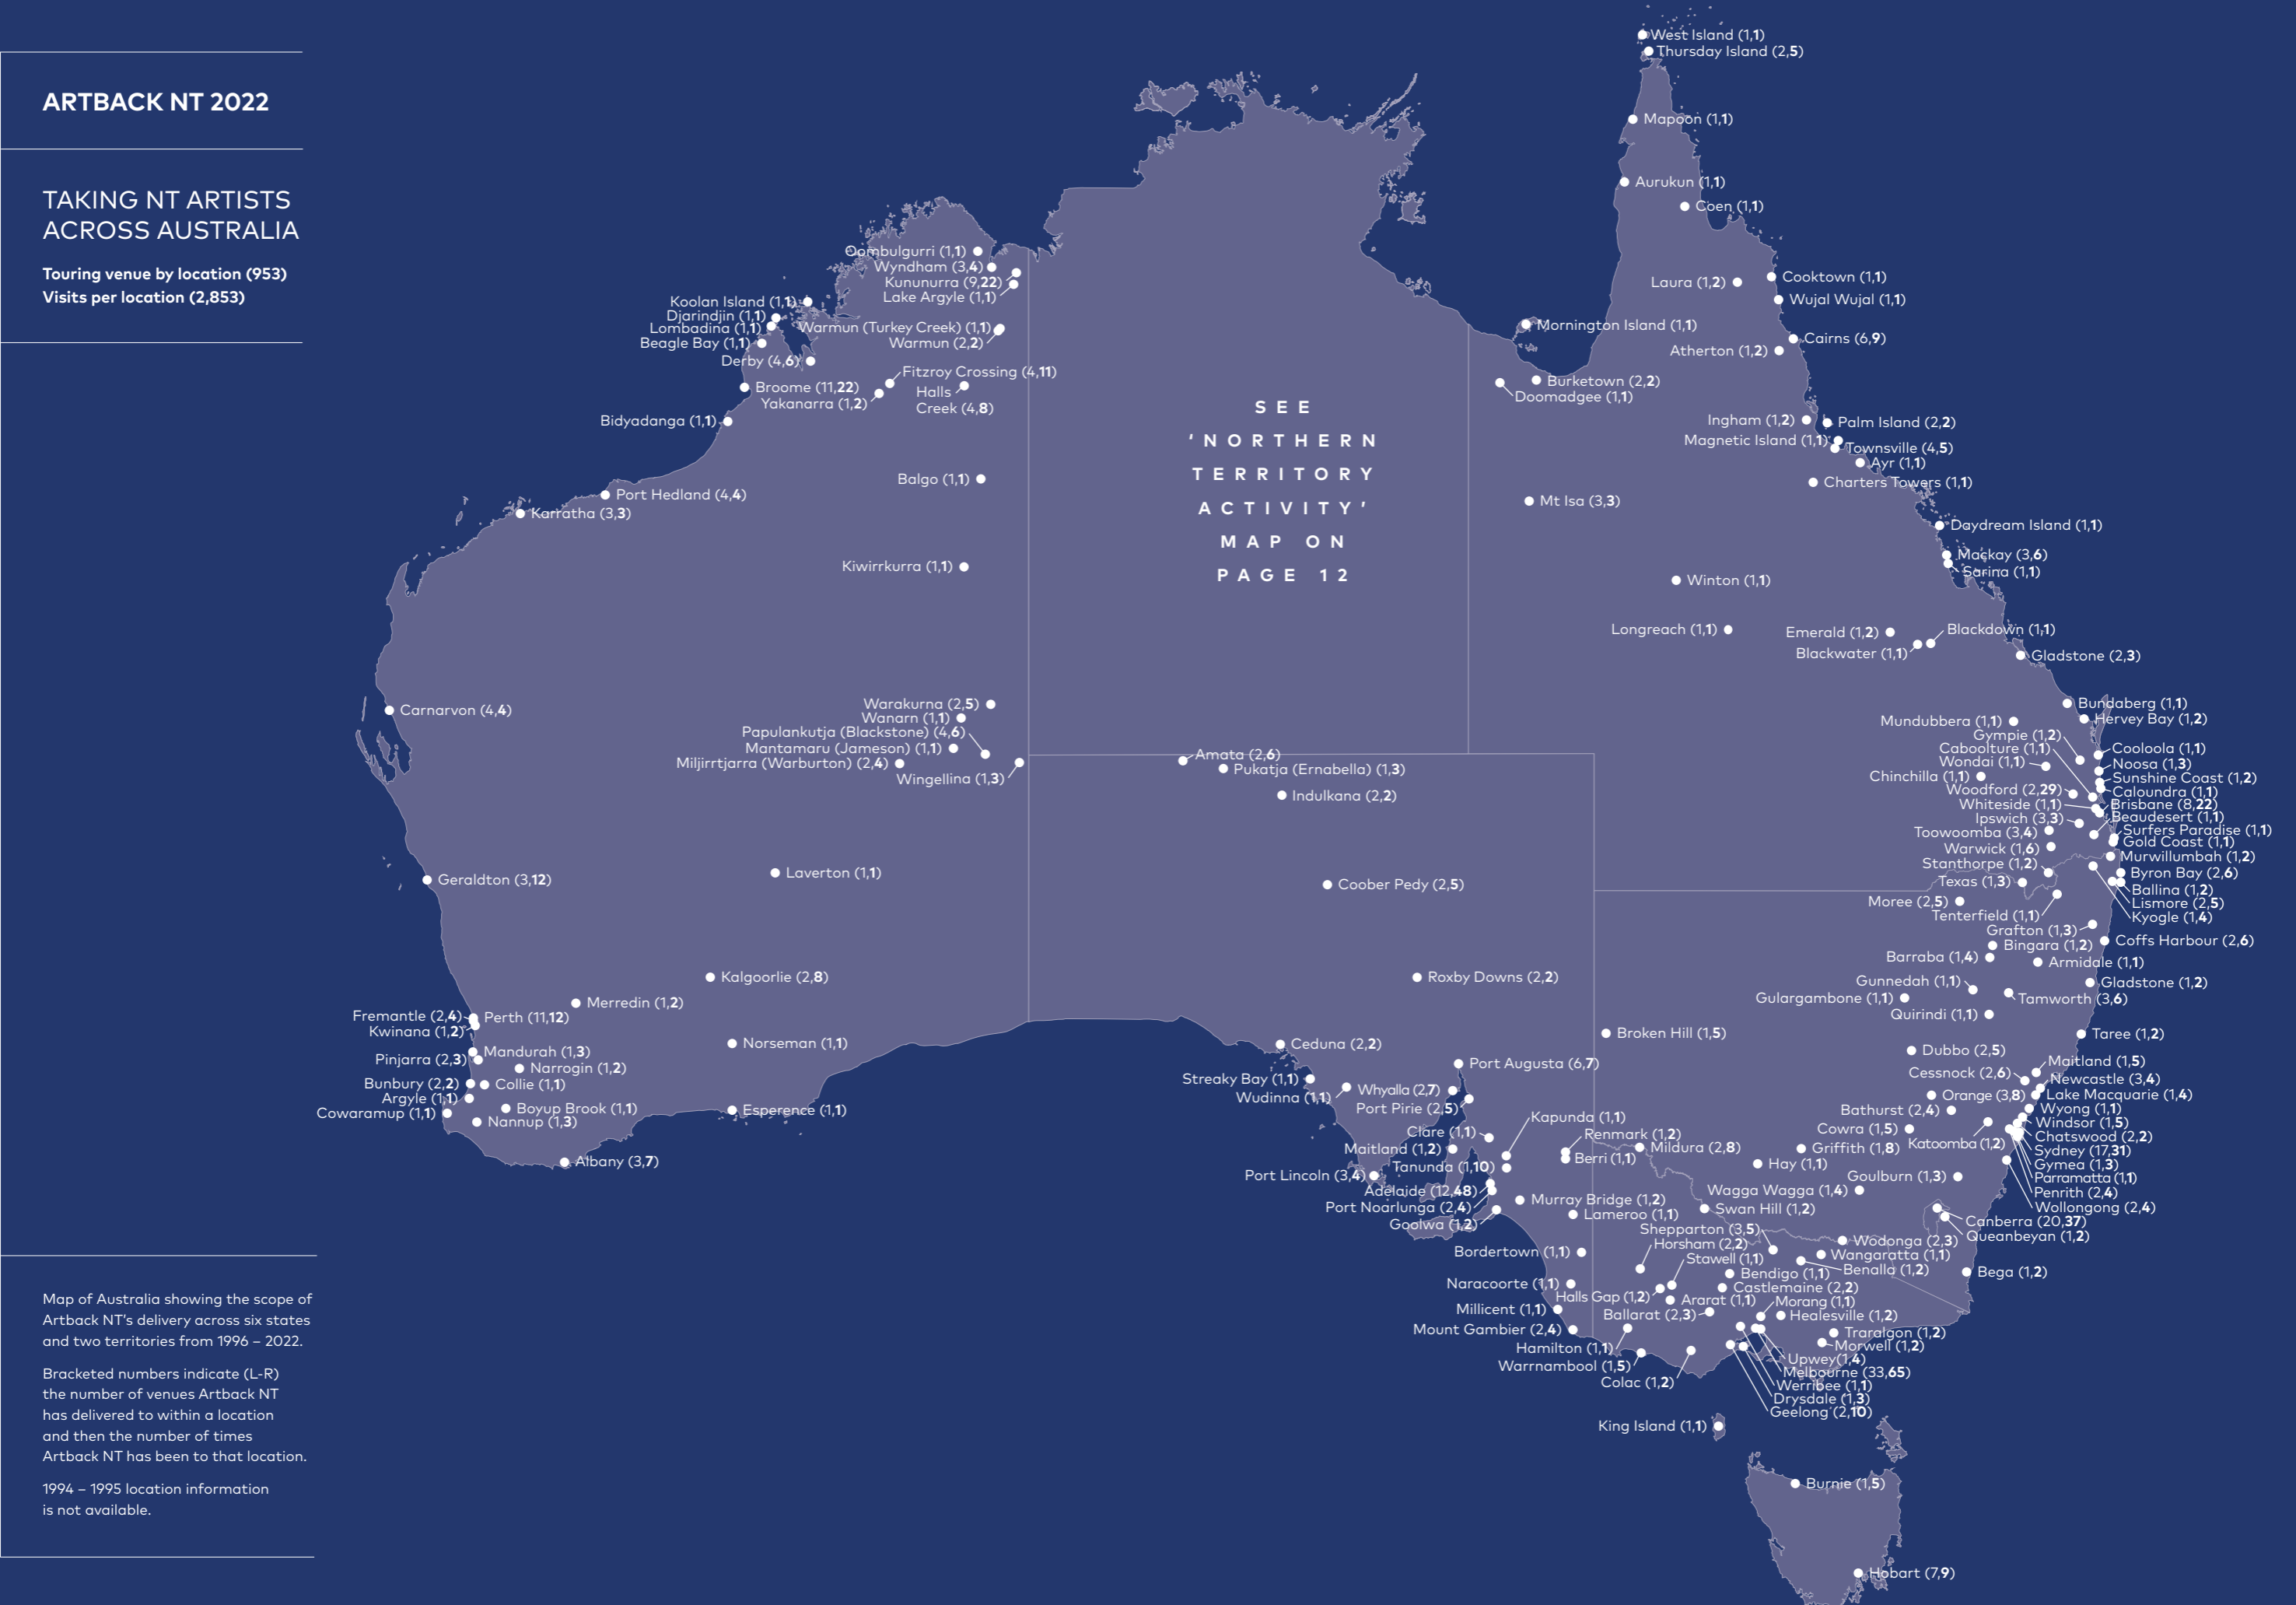 ARTBACK NT 2022
TAKING NT ARTISTS
ACROSS AUSTRALIA
Touring venue by location (953)
Visits per location (2,853)
West Island (1,1)
Thursday Island (2,5)
Mapoon (1,1)
Aurukun (1,1)
Coen (1,1)
Laura (1,2)
Cooktown (1,1)
Wujal Wujal (1,1)
Mornington Island (1,1)
Cairns (6,9)
Atherton (1,2)
Burketown (2,2)
Doomadgee (1,1)
Ingham (1,2)
Palm Island (2,2)
Magnetic Island (1,1)
Townsville (4,5)
Ayr (1,1)
Charters Towers (1,1)
Mt Isa (3,3)
Daydream Island (1,1)
Mackay (3,6)
Sarina (1,1)
Winton (1,1)
Longreach (1,1)
Emerald (1,2)
Blackdown (1,1)
Blackwater (1,1)
Gladstone (2,3)
Oombulgurri (1,1)
Wyndham (3,4)
Kununurra (9,22)
Lake Argyle (1,1)
Koolan Island (1,1)
Djarindjin (1,1)
Lombadina (1,1)
Warmun (Turkey Creek) (1,1)
Beagle Bay (1,1)
Warmun (2,2)
Derby (4,6)
Fitzroy Crossing (4,11)
Broome (11,22)
Halls
Creek (4,8)
Yakanarra (1,2)
Bidyadanga (1,1)
Balgo (1,1)
Port Hedland (4,4)
Karratha (3,3)
Kiwirrkurra (1,1)
SEE
‘NORTHERN
TERRITORY
ACTIVITY’
MAP ON
PAGE 12
Carnarvon (4,4)
Warakurna (2,5)
Wanarn (1,1)
Papulankutja (Blackstone) (4,6)
Mantamaru (Jameson) (1,1)
Miljirrtjarra (Warburton) (2,4)
Wingellina (1,3)
Amata (2,6)
Pukatja (Ernabella) (1,3)
Indulkana (2,2)
Bundaberg (1,1)
Hervey Bay (1,2)
Mundubbera (1,1)
Gympie (1,2)
Caboolture (1,1)
Cooloola (1,1)
Wondai (1,1)
Noosa (1,3)
Chinchilla (1,1)
Sunshine Coast (1,2)
Woodford (2,29)
Caloundra (1,1)
Whiteside (1,1)
Brisbane (8,22)
Ipswich (3,3)
Beaudesert (1,1)
Toowoomba (3,4)
Surfers Paradise (1,1)
Gold Coast (1,1)
Warwick (1,6)
Murwillumbah (1,2)
Stanthorpe (1,2)
Byron Bay (2,6)
Texas (1,3)
Ballina (1,2)
Moree (2,5)
Lismore (2,5)
Tenterfield (1,1)
Kyogle (1,4)
Grafton (1,3)
Coffs Harbour (2,6)
Bingara (1,2)
Barraba (1,4)
Armidale (1,1)
Gunnedah (1,1)
Gladstone (1,2)
Gulargambone (1,1)
Tamworth (3,6)
Quirindi (1,1)
Taree (1,2)
Geraldton (3,12)
Laverton (1,1)
Coober Pedy (2,5)
Kalgoorlie (2,8)
Roxby Downs (2,2)
Merredin (1,2)
Fremantle (2,4)
Perth (11,12)
Kwinana (1,2)
Norseman (1,1)
Mandurah (1,3)
Pinjarra (2,3)
Narrogin (1,2)
Bunbury (2,2)
Collie (1,1)
Argyle (1,1)
Boyup Brook (1,1)
Cowaramup (1,1)
Nannup (1,3)
Esperence (1,1)
Albany (3,7)
Broken Hill (1,5)
Ceduna (2,2)
Port Augusta (6,7)
Streaky Bay (1,1)
Whyalla (2,7)
Wudinna (1,1)
Port Pirie (2,5)
Kapunda (1,1)
Clare (1,1)
Renmark (1,2)
Maitland (1,2)
Berri (1,1)
Mildura (2,8)
Tanunda (1,10)
Port Lincoln (3,4)
Adelaide (12,48)
Port Noarlunga (2,4)
Murray Bridge (1,2)
Goolwa (1,2)
Lameroo (1,1)
Bordertown (1,1)
Naracoorte (1,1)
Millicent (1,1)
Mount Gambier (2,4)
Dubbo (2,5)
Maitland (1,5)
Cessnock (2,6)
Newcastle (3,4)
Orange (3,8)
Lake Macquarie (1,4)
Bathurst (2,4)
Wyong (1,1)
Cowra (1,5)
Windsor (1,5)
Katoomba (1,2)
Chatswood (2,2)
Griffith (1,8)
Sydney (17,31)
Hay (1,1)
Gymea (1,3)
Goulburn (1,3)
Parramatta (1,1)
Wagga Wagga (1,4)
Penrith (2,4)
Swan Hill (1,2)
Wollongong (2,4)
Canberra (20,37)
Queanbeyan (1,2)
Shepparton (3,5)
Wodonga (2,3)
Horsham (2,2)
Wangaratta (1,1)
Stawell (1,1)
Benalla (1,2)
Bendigo (1,1)
Bega (1,2)
Castlemaine (2,2)
Halls Gap (1,2)
Ararat (1,1)
Morang (1,1)
Ballarat (2,3)
Healesville (1,2)
Hamilton (1,1)
Traralgon (1,2)
Morwell (1,2)
Warrnambool (1,5)
Upwey(1,4)
Melbourne (33,65)
Colac (1,2)
Werribee (1,1)
Drysdale (1,3)
Geelong (2,10)
King Island (1,1)
Burnie (1,5)
Hobart (7,9)
Map of Australia showing the scope of
Artback NT’s delivery across six states
and two territories from 1996 – 2022.
Bracketed numbers indicate (L-R)
the number of venues Artback NT
has delivered to within a location
and then the number of times
Artback NT has been to that location.
1994 – 1995 location information
is not available.